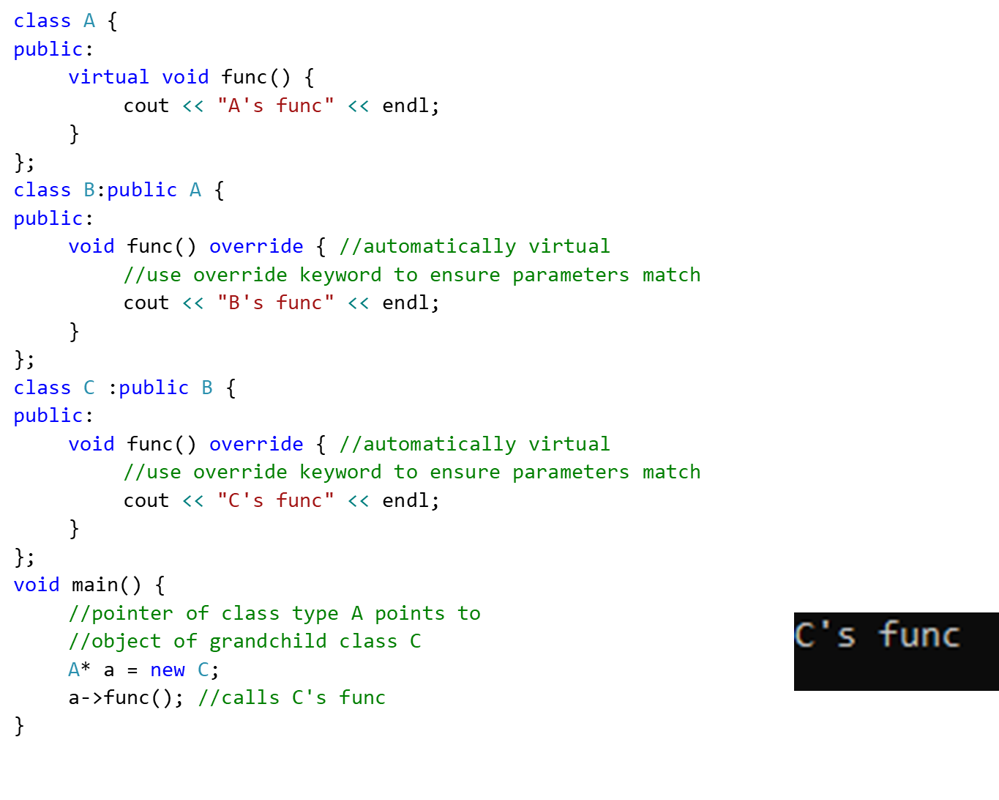 class A {
public:
virtual void func() {
cout << "A's func" << endl;
}
};
class B:public A {
public:
void func() override { //automatically virtual
//use override keyword to ensure parameters match
cout << "B's func" << endl;
}
};
class C :public B {
public:
void func() override { //automatically virtual
//use override keyword to ensure parameters match
cout << "C's func" << endl;
}
};
void main() {
//pointer of class type A points to
//object of grandchild class C
A* a = new C;
a->func(); //calls C's func
}
C's func